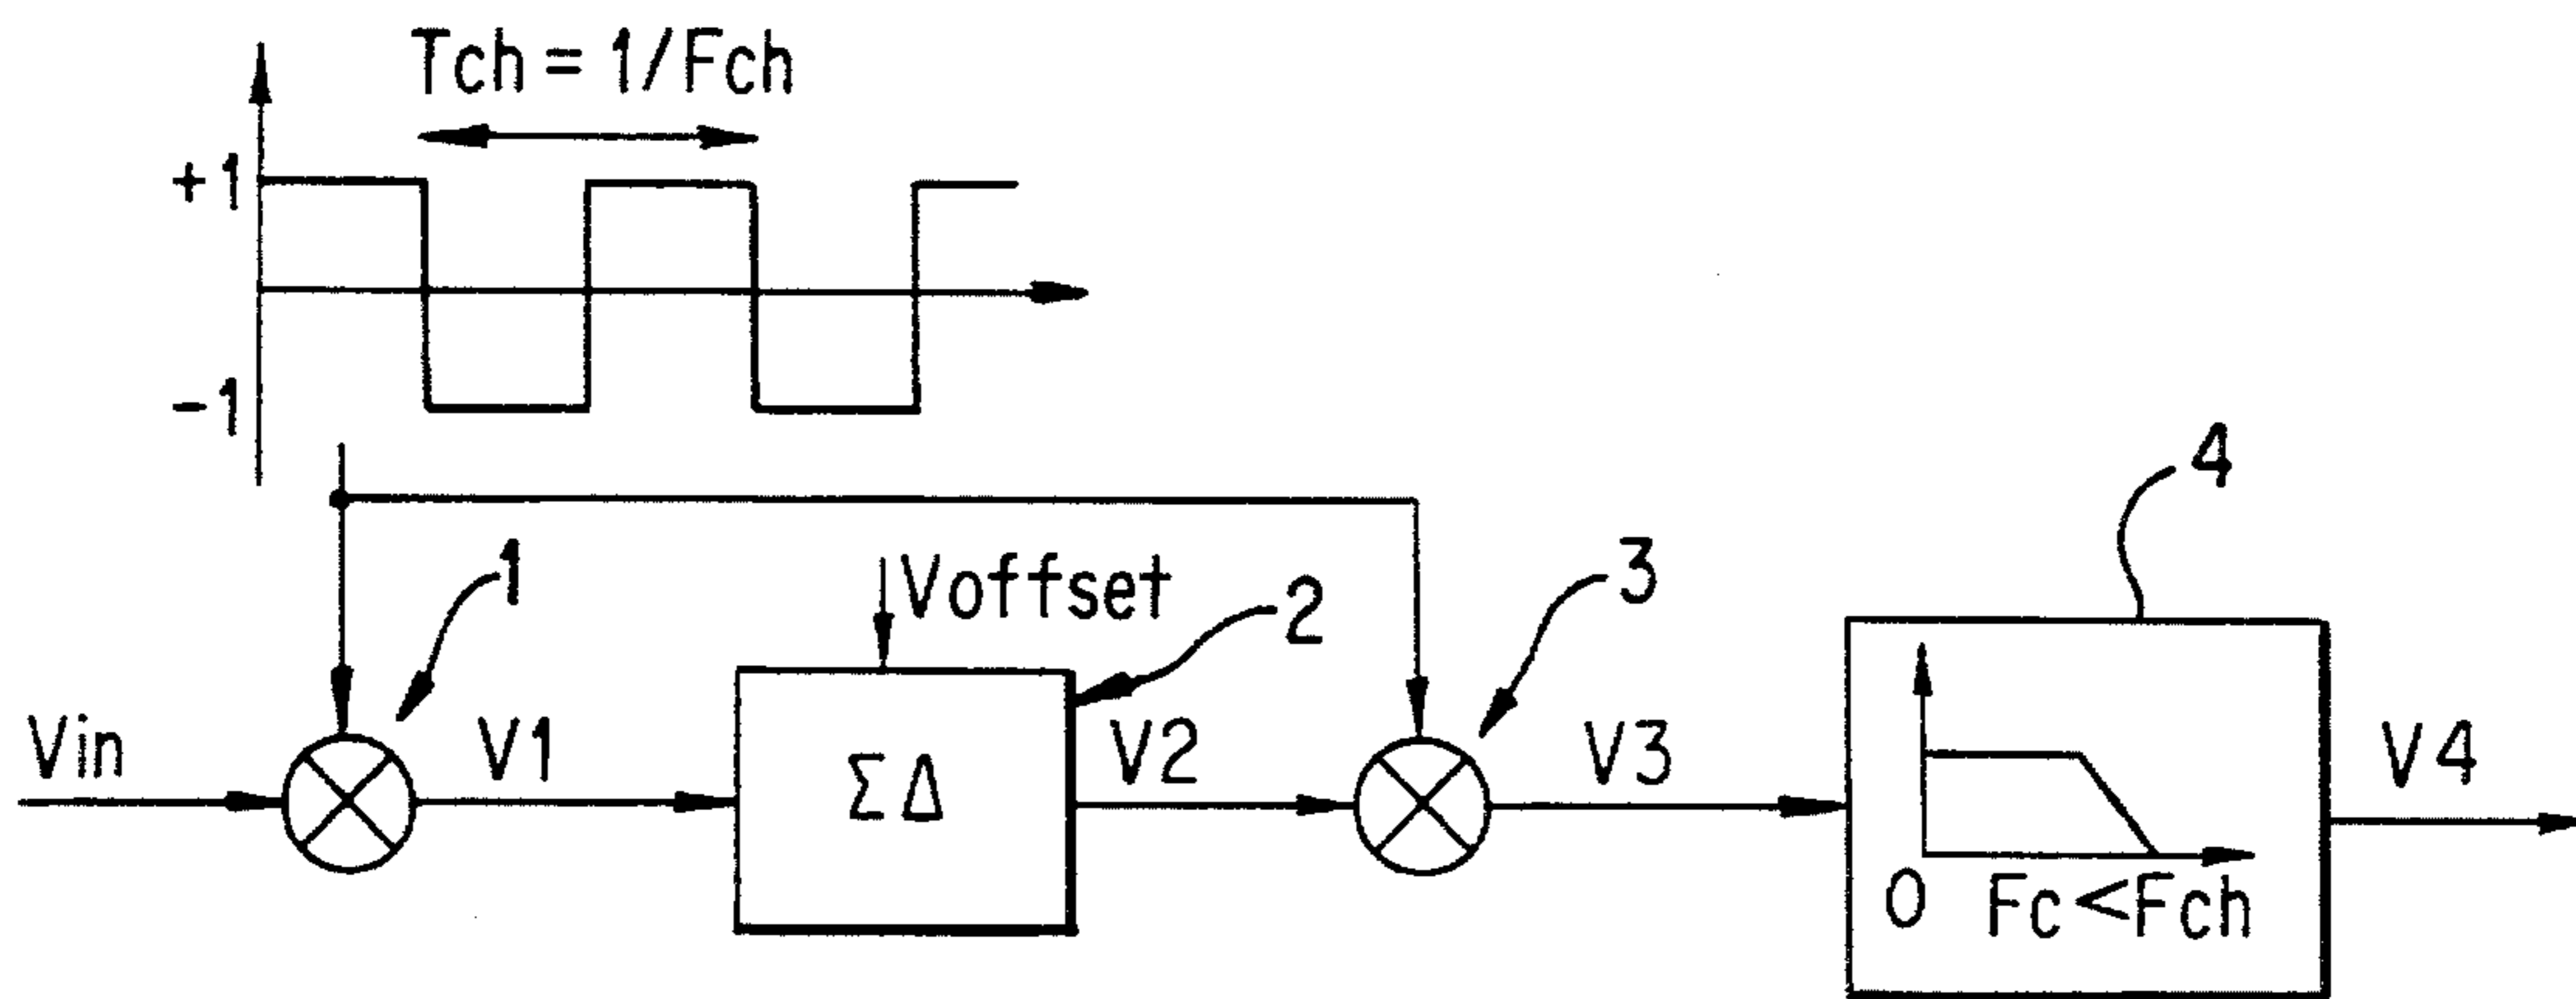 Tch = 1/Fch
+1
-1
4
1
Voffset
2
3
Vin
V1
ΣΔ
V2
V3
V4
0
Fc<Fch